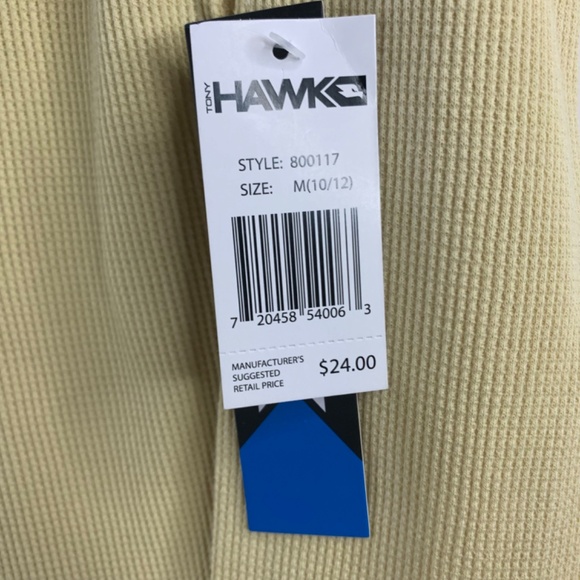 TONY HAWK
STYLE: 800117
SIZE: M(10/12)
7 20458 54006 3
MANUFACTURER'S
SUGGESTED
RETAIL PRICE
$24.00